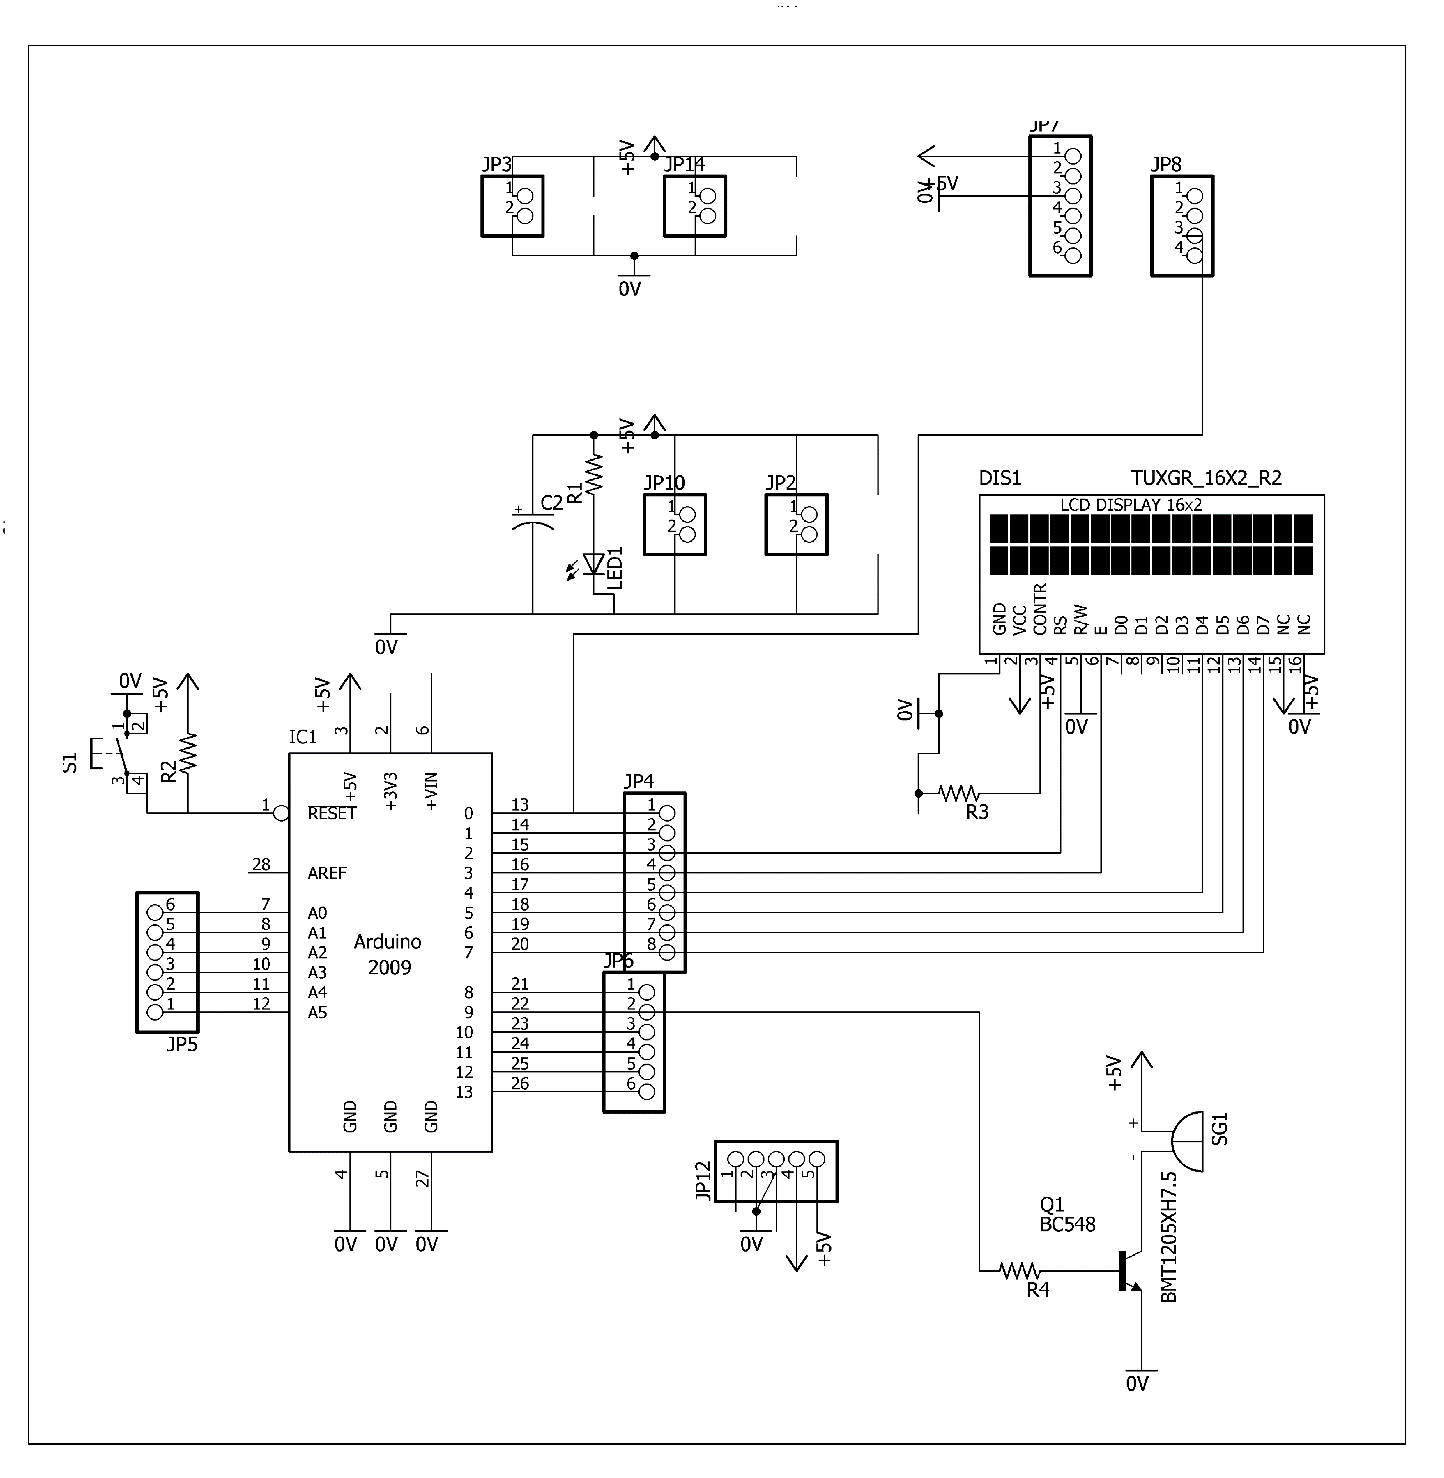 JP7
JP3
+5V
JP14
JP8
1
2
1
2
1
2
3
4
5
6
+5V
0V
1
2
3
4
0V
+5V
JP10
JP2
DIS1
TUXGR_16X2_R2
LCD DISPLAY 16x2
+
C2
R1
LED1
1
2
1
2
GND
VCC
CONTR
RS
R/W
E
D0
D1
D2
D3
D4
D5
D6
D7
NC
NC
1
2
3
4
5
6
7
8
9
10
11
12
13
14
15
16
0V
+5V
0V
0V
+5V
0V
R3
0V
+5V
1
2
S1
3
4
R2
+5V
3
2
6
IC1
+5V
+3V3
+VIN
1
RESET
28
AREF
7
A0
8
A1
9
A2
10
A3
11
A4
12
A5
6
5
4
3
2
1
JP5
Arduino
2009
0
13
1
14
2
15
3
16
4
17
5
18
6
19
7
20
8
21
9
22
10
23
11
24
12
25
13
26
JP4
1
2
3
4
5
6
7
8
JP6
1
2
3
4
5
6
GND
GND
GND
4
5
27
0V
0V
0V
JP12
1
2
3
4
5
0V
+5V
+5V
+
-
SG1
BMT1205XH7.5
Q1
BC548
R4
0V